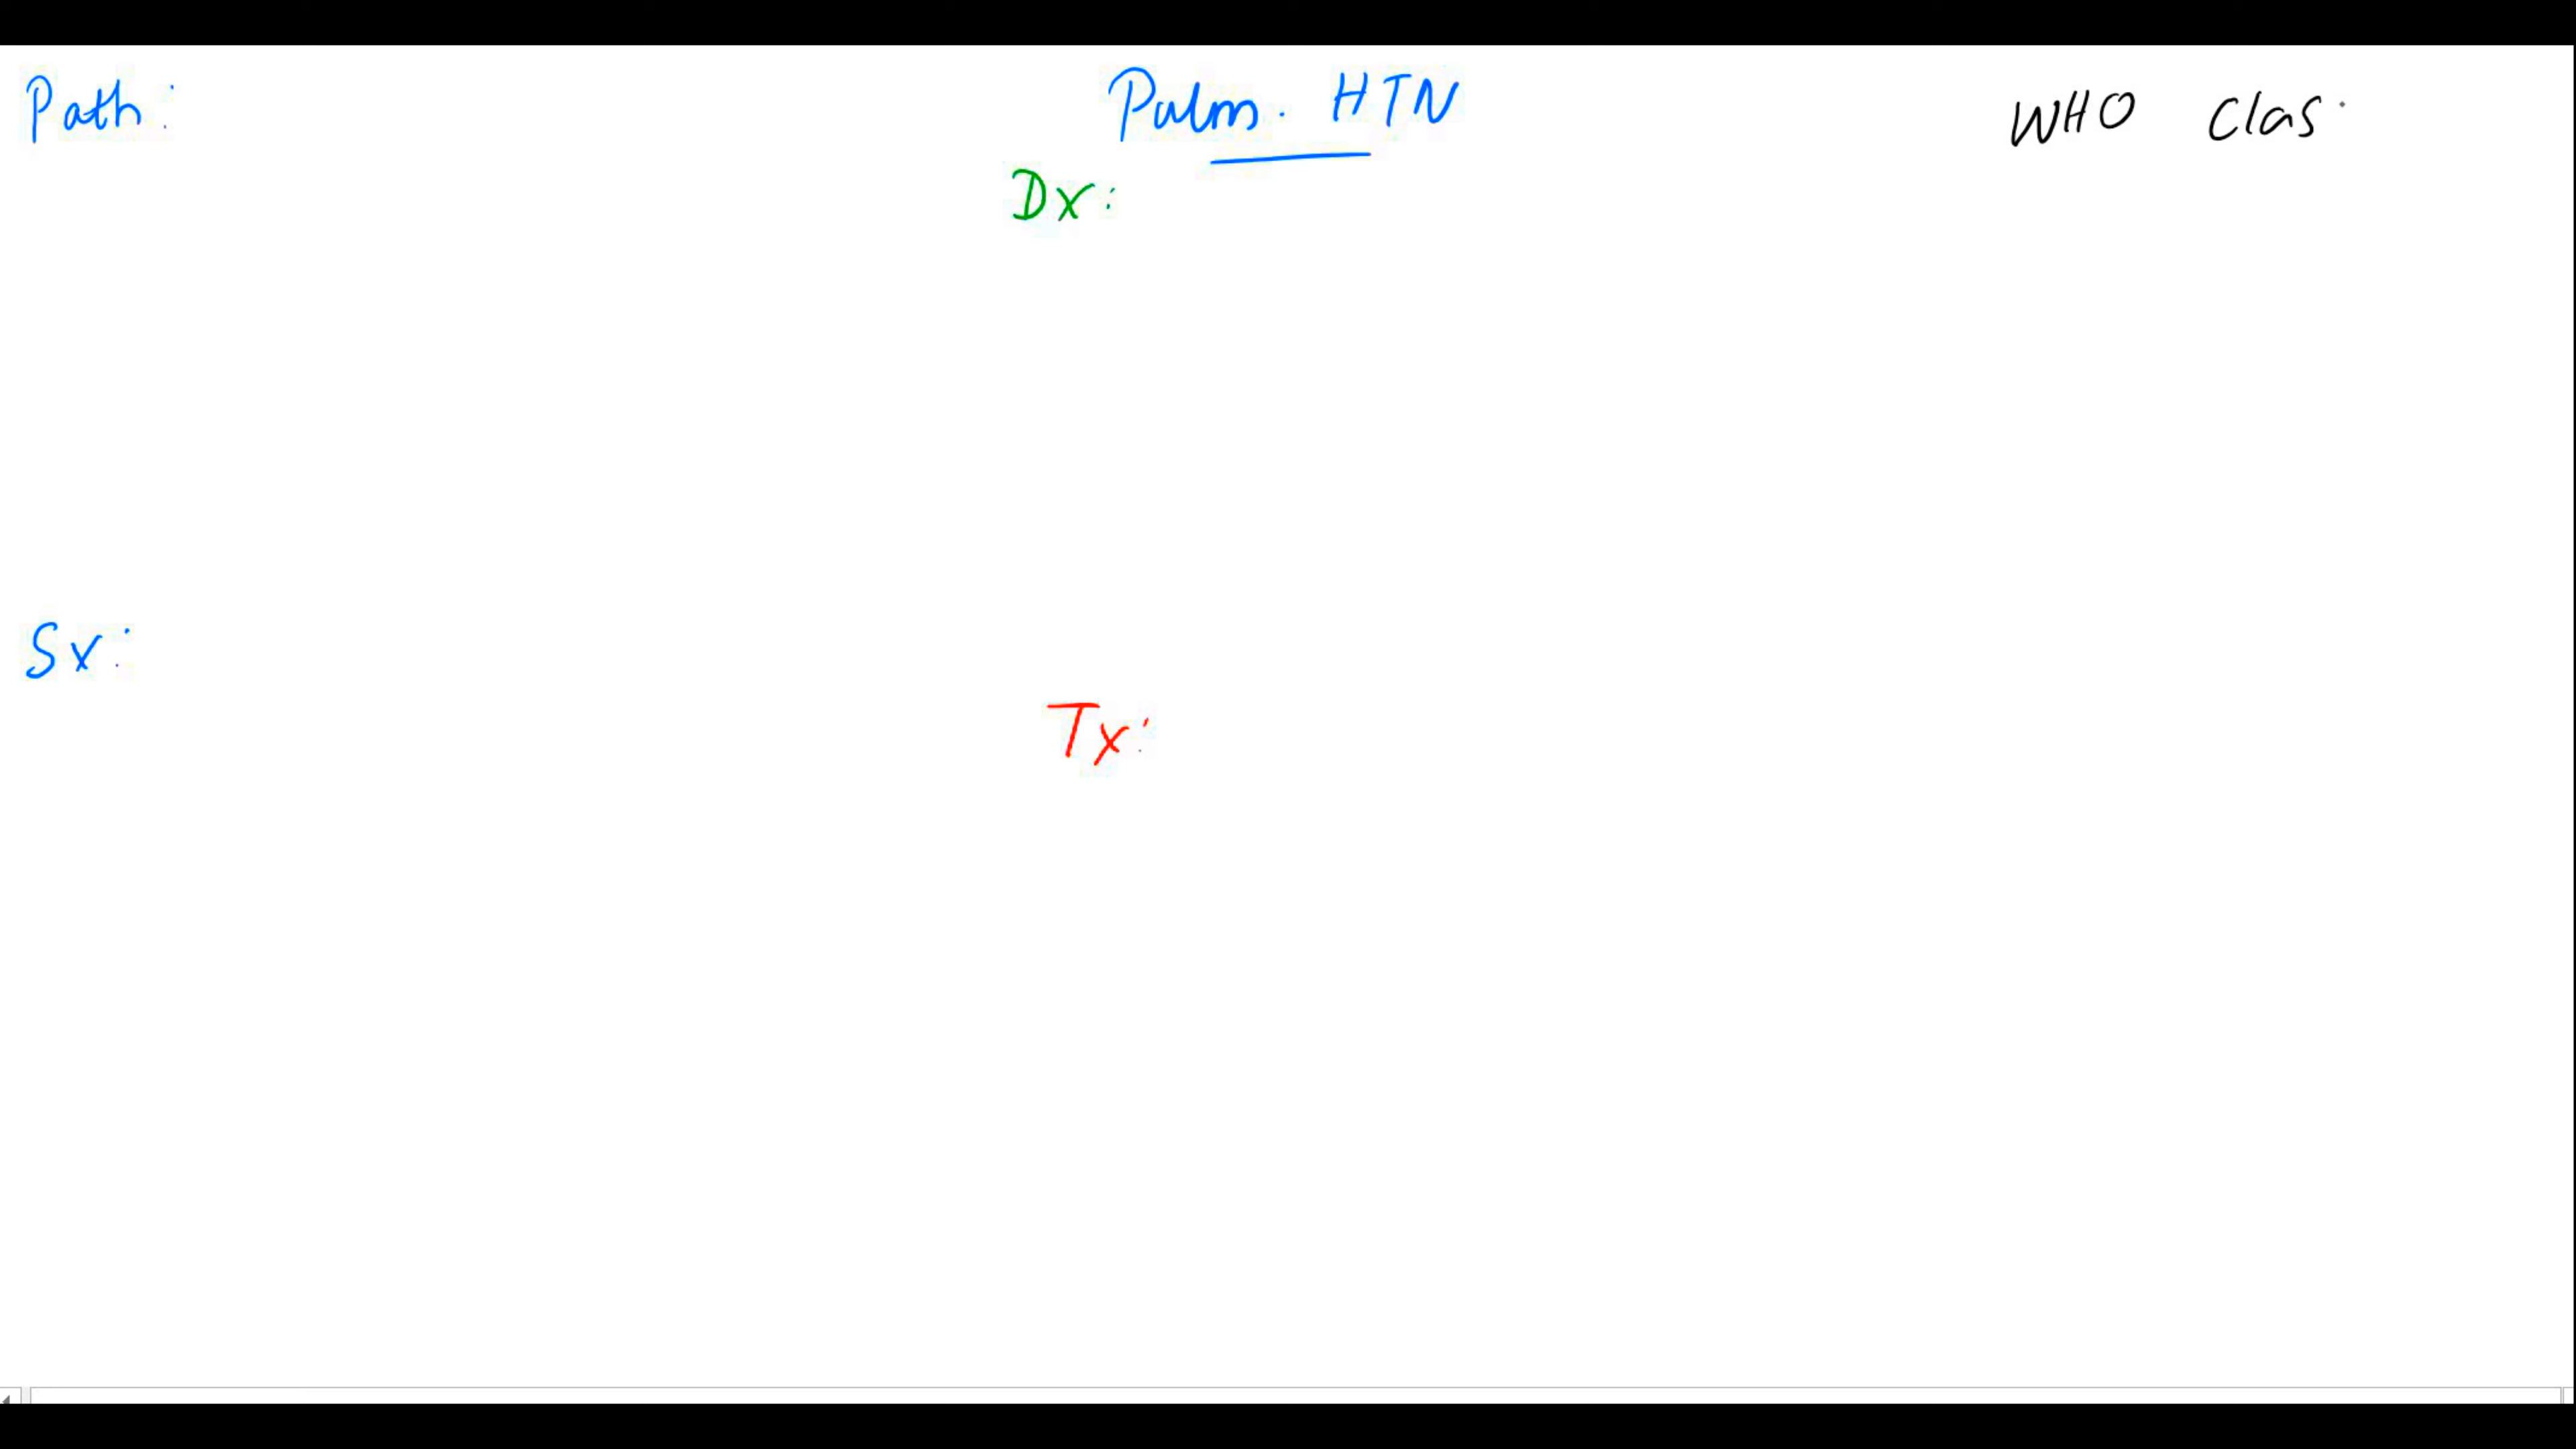 Path:
Pulm. HTN
WHO Clas
Dx:
Sx:
Tx: